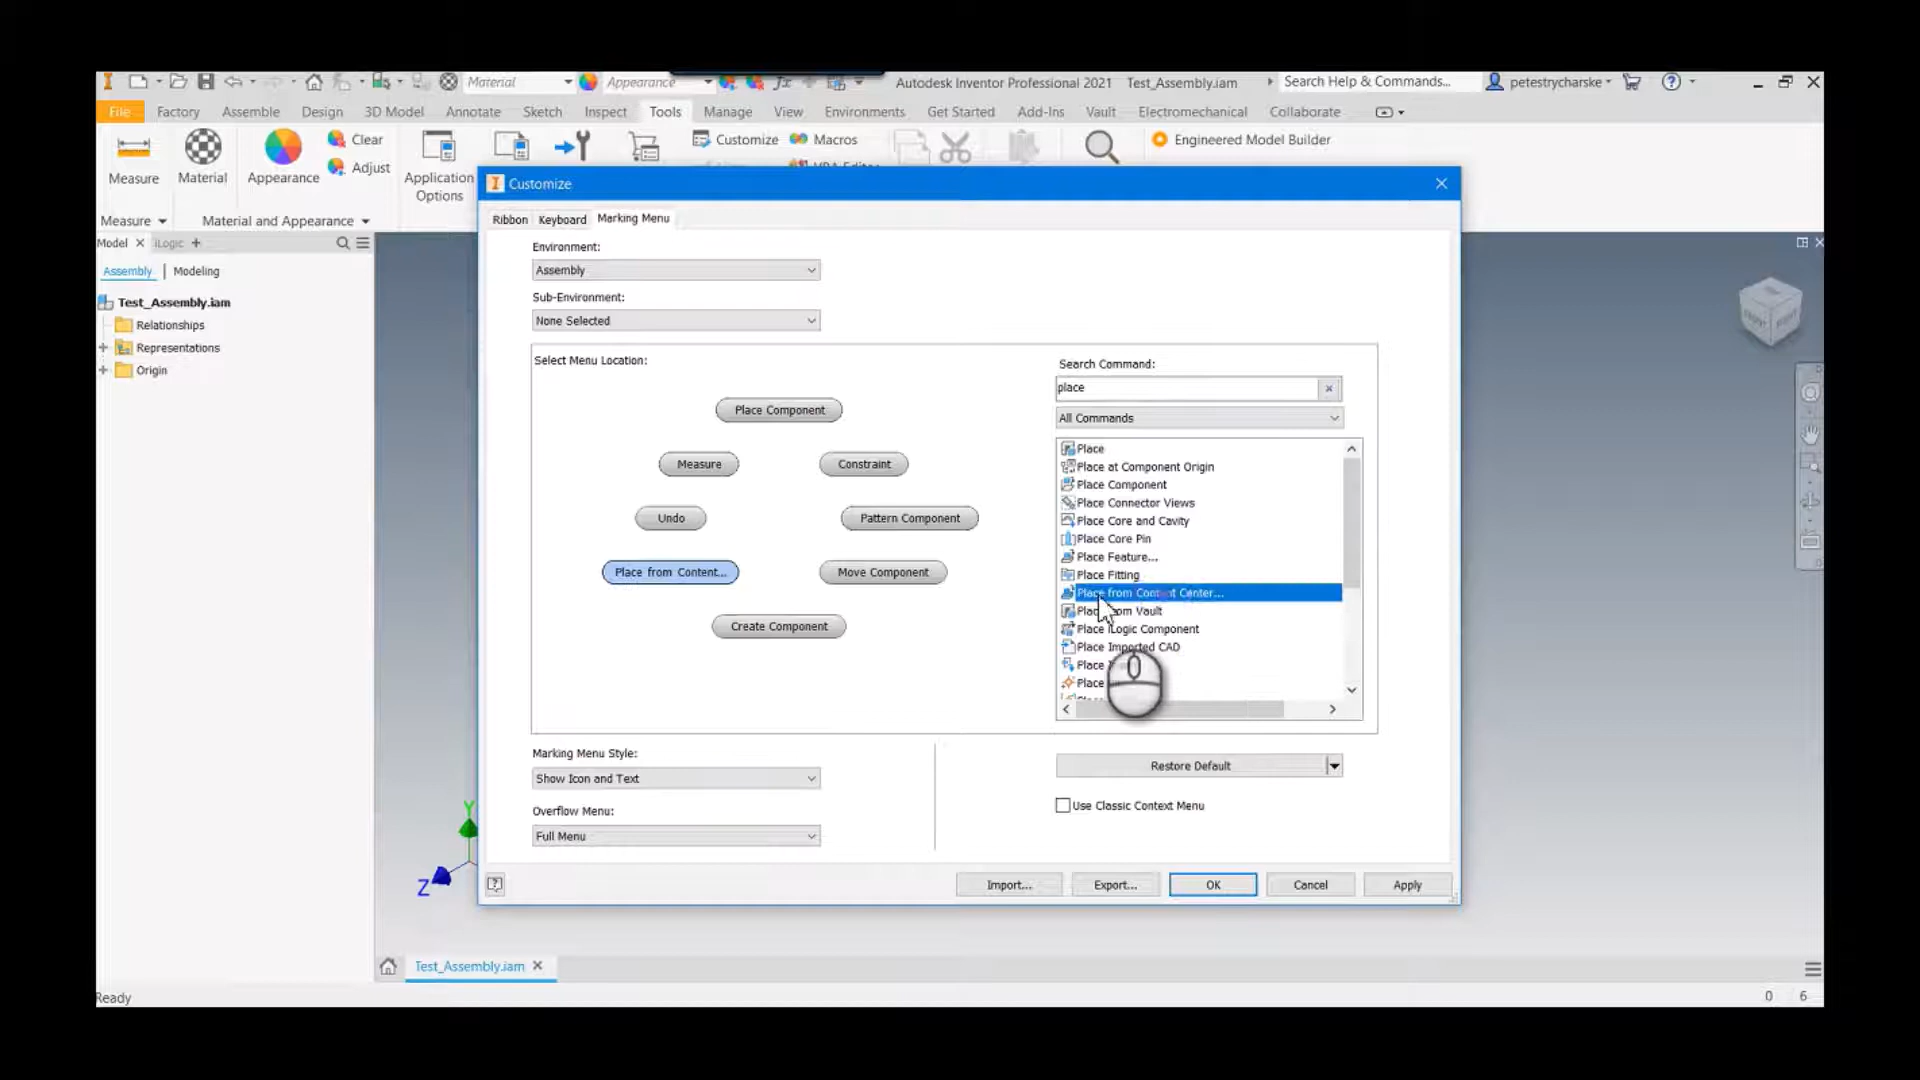 Material
Appearance
Autodesk Inventor Professional 2021
Test_Assembly.iam
Search Help & Commands...
petestrycharske
File
Factory
Assemble
Design
3D Model
Annotate
Sketch
Inspect
Tools
Manage
View
Environments
Get Started
Add-Ins
Vault
Electromechanical
Collaborate
Measure
Material
Appearance
Clear
Adjust
Application
Options
Customize
Macros
Engineered Model Builder
Measure
Material and Appearance
Model
iLogic
Assembly
Modeling
Test_Assembly.iam
Relationships
Representations
Origin
Customize
Ribbon
Keyboard
Marking Menu
Environment:
Assembly
Sub-Environment:
None Selected
Select Menu Location:
Place Component
Measure
Constraint
Undo
Pattern Component
Place from Content...
Move Component
Create Component
Search Command:
place
All Commands
Place
Place at Component Origin
Place Component
Place Connector Views
Place Core and Cavity
Place Core Pin
Place Feature...
Place Fitting
Place from Content Center...
Place from Vault
Place iLogic Component
Place Imported CAD
Place
Place
Marking Menu Style:
Show Icon and Text
Overflow Menu:
Full Menu
Restore Default
Use Classic Context Menu
Import...
Export...
OK
Cancel
Apply
Y
Z
Test_Assembly.iam
Ready
0 6